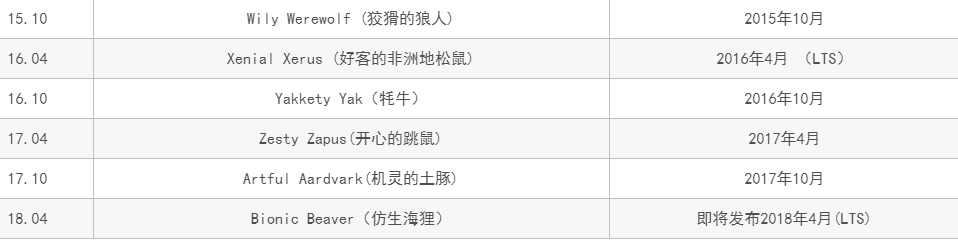 15.10 Wily Werewolf (狡猾的狼人) 2015年10月
16.04 Xenial Xerus (好客的非洲地松鼠) 2016年4月 （LTS）
16.10 Yakkety Yak（牦牛） 2016年10月
17.04 Zesty Zapus(开心的跳鼠) 2017年4月
17.10 Artful Aardvark(机灵的土豚) 2017年10月
18.04 Bionic Beaver（仿生海狸） 即将发布2018年4月(LTS)